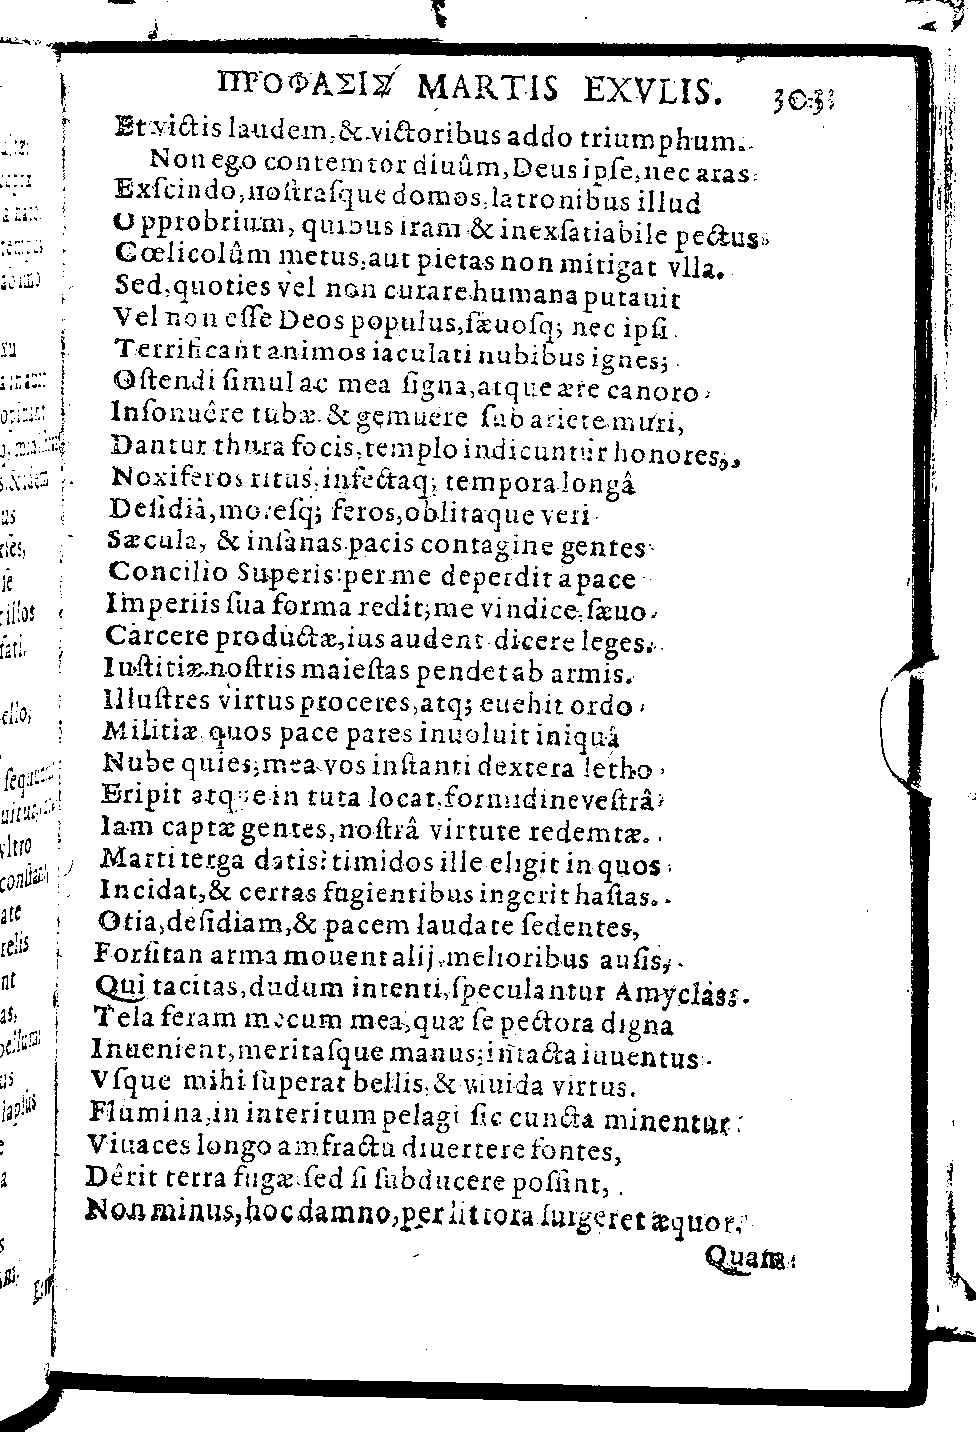 ΠΡΟΦΑΣΙΣ MARTIS EXVLIS. 303
Et victis laudem, & victoribus addo triumphum.
Non ego contemtor diuûm, Deus ipſe, nec aras
Exſcindo, noſtraſque domos, latronibus illud
Opprobrium, quibus iram & inexſatiabile pectus
Cœlicolûm metus, aut pietas non mitigat vlla.
Sed, quoties vel non curare humana putauit
Vel non eſſe Deos populus, ſæuoſq; nec ipſi
Terrificant animos iaculati nubibus ignes;
Oſtendi ſimul ac mea ſigna, atque ære canoro
Inſonuêre tubæ & gemuere ſub ariete muri,
Dantur thura focis, templo indicuntur honores,
Noxiferos ritus, infectaq; tempora longâ
Deſidiâ, moreſq; feros, oblitaque veri
Sæcula, & inſanas pacis contagine gentes
Concilio Superis: per me deperdit a pace
Imperiis ſua forma redit; me vindice ſæuo
Carcere productæ, ius audent dicere leges.
Iuſtitiæ noſtris maieſtas pendet ab armis.
Illuſtres virtus proceres, atq; euehit ordo
Militiæ quos pace pares inuoluit iniquâ
Nube quies; mea vos inſtanti dextera letho
Eripit atque in tuta locat, formidine veſtrâ
Iam captæ gentes, noſtrâ virtute redemtæ.
Marti terga datis? timidos ille eligit in quos
Incidat, & certas fugientibus ingerit haſtas.
Otia, deſidiam, & pacem laudate ſedentes,
Forſitan arma mouent alij, melioribus auſis,
Qui tacitas, dudum intenti, ſpeculantur Amyclas.
Tela feram mecum mea, quæ ſe pectora digna
Inuenient, meritaſque manus; intacta iuuentus
Vſque mihi ſuperat bellis, & viuida virtus.
Flumina, in interitum pelagi ſic cuncta minentur
Viuaces longo amfractu diuertere fontes,
Dêrit terra fugæ ſed ſi ſubducere poſſint,
Non minus, hoc damno, per littora ſurgeret æquor,
Quam